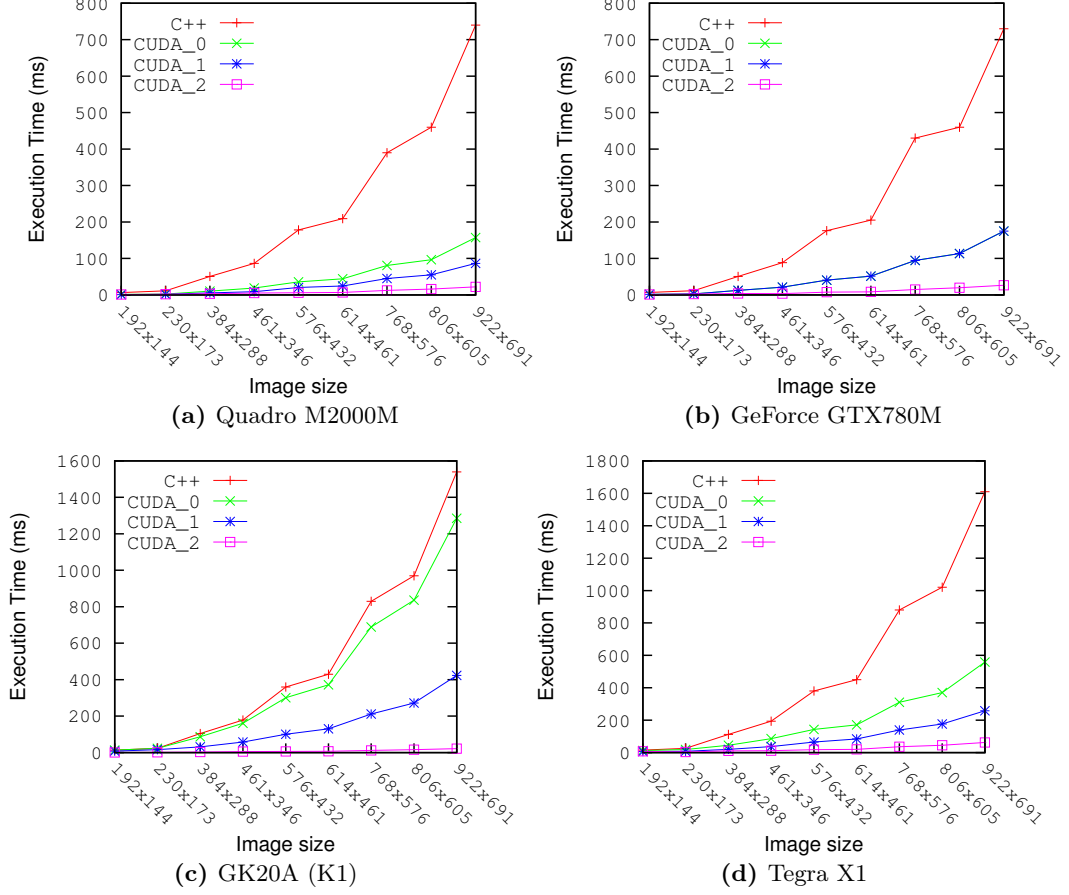 800
700
600
500
400
300
200
100
0
Execution Time (ms)
C++
CUDA_0
CUDA_1
CUDA_2
192x144
230x173
384x288
461x346
576x432
614x461
768x576
806x605
922x691
Image size
(a) Quadro M2000M
800
700
600
500
400
300
200
100
0
Execution Time (ms)
C++
CUDA_0
CUDA_1
CUDA_2
192x144
230x173
384x288
461x346
576x432
614x461
768x576
806x605
922x691
Image size
(b) GeForce GTX780M
1600
1400
1200
1000
800
600
400
200
0
Execution Time (ms)
C++
CUDA_0
CUDA_1
CUDA_2
192x144
230x173
384x288
461x346
576x432
614x461
768x576
806x605
922x691
Image size
(c) GK20A (K1)
1800
1600
1400
1200
1000
800
600
400
200
0
Execution Time (ms)
C++
CUDA_0
CUDA_1
CUDA_2
192x144
230x173
384x288
461x346
576x432
614x461
768x576
806x605
922x691
Image size
(d) Tegra X1